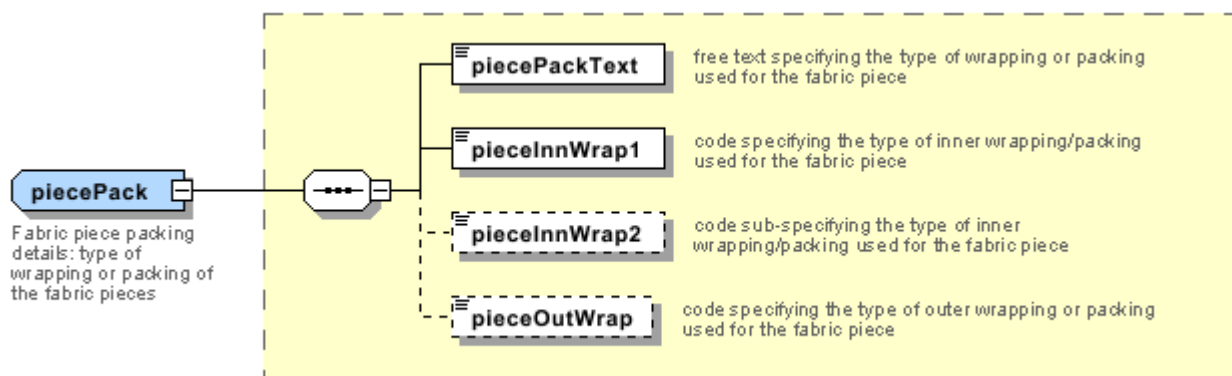 piecePackText
free text specifying the type of wrapping or packing
used for the fabric piece
pieceInnWrap1
code specifying the type of inner wrapping/packing
used for the fabric piece
piecePack
Fabric piece packing
details: type of
wrapping or packing of
the fabric pieces
pieceInnWrap2
code sub-specifying the type of inner
wrapping/packing used for the fabric piece
pieceOutWrap
code specifying the type of outer wrapping or packing
used for the fabric piece